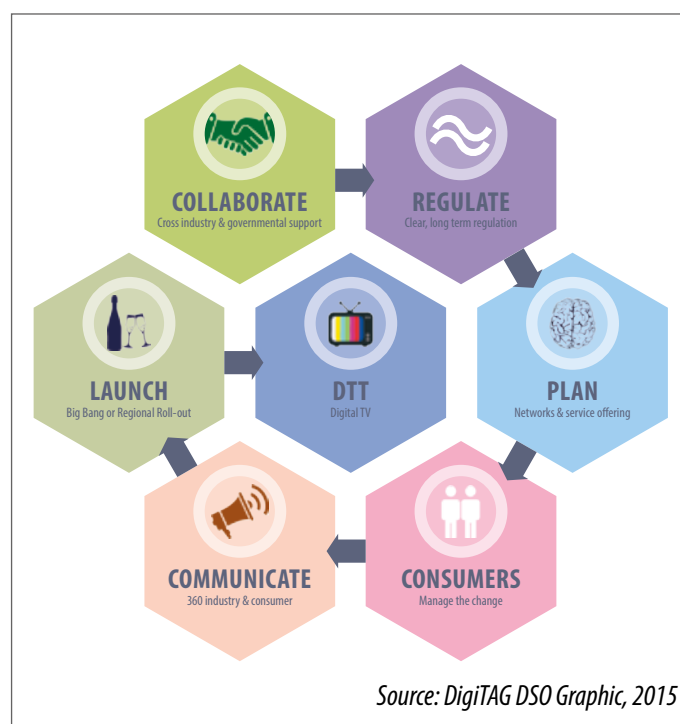 COLLABORATE
Cross industry & governmental support
REGULATE
Clear, long term regulation
LAUNCH
Big Bang or Regional Roll-out
DTT
Digital TV
PLAN
Networks & service offering
COMMUNICATE
360 industry & consumer
CONSUMERS
Manage the change
Source: DigiTAG DSO Graphic, 2015